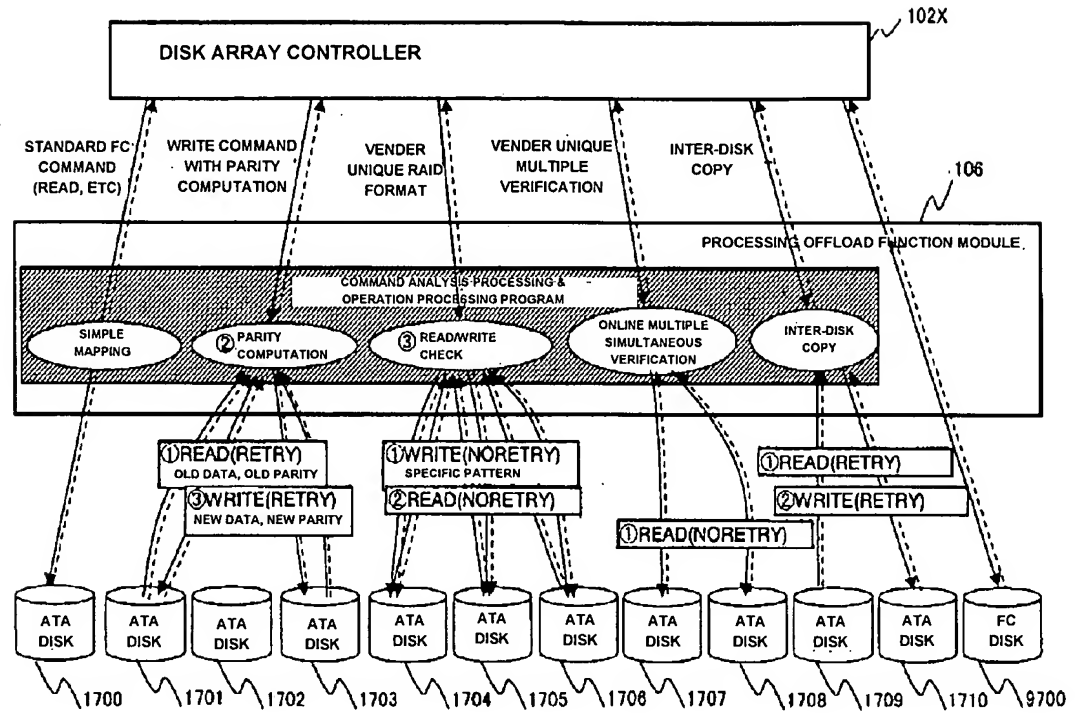 102X
DISK ARRAY CONTROLLER
STANDARD FC
COMMAND
(READ, ETC)
WRITE COMMAND
WITH PARITY
COMPUTATION
VENDER
UNIQUE RAID
FORMAT
VENDER UNIQUE
MULTIPLE
VERIFICATION
INTER-DISK
COPY
106
PROCESSING OFFLOAD FUNCTION MODULE
COMMAND ANALYSIS PROCESSING &
OPERATION PROCESSING PROGRAM
SIMPLE
MAPPING
② PARITY
COMPUTATION
③ READ/WRITE
CHECK
ONLINE MULTIPLE
SIMULTANEOUS
VERIFICATION
INTER-DISK
COPY
①READ(RETRY)
OLD DATA, OLD PARITY
③WRITE(RETRY)
NEW DATA, NEW PARITY
①WRITE(NORETRY)
SPECIFIC PATTERN
②READ(NORETRY)
①READ(NORETRY)
①READ(RETRY)
②WRITE(RETRY)
ATA
DISK
ATA
DISK
ATA
DISK
ATA
DISK
ATA
DISK
ATA
DISK
ATA
DISK
ATA
DISK
ATA
DISK
ATA
DISK
ATA
DISK
FC
DISK
1700
1701
1702
1703
1704
1705
1706
1707
1708
1709
1710
9700